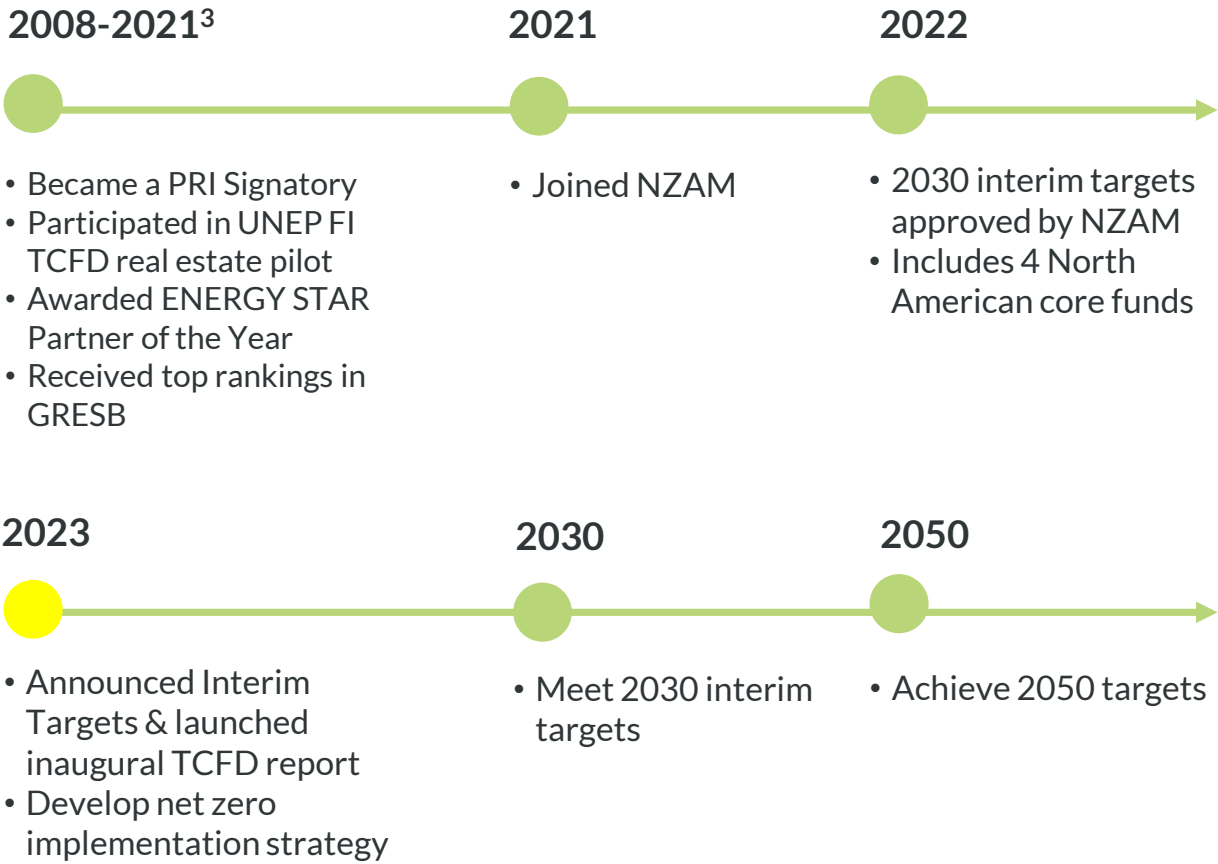 2008-2021³
• Became a PRI Signatory
• Participated in UNEP FI
TCFD real estate pilot
• Awarded ENERGY STAR
Partner of the Year
• Received top rankings in
GRESB
2021
• Joined NZAM
2022
• 2030 interim targets
approved by NZAM
• Includes 4 North
American core funds
2023
• Announced Interim
Targets & launched
inaugural TCFD report
• Develop net zero
implementation strategy
2030
• Meet 2030 interim
targets
2050
• Achieve 2050 targets